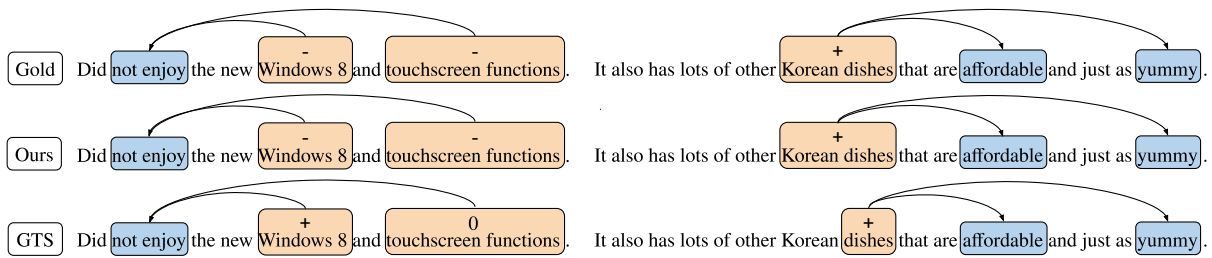 - - +
Gold Did not enjoy the new Windows 8 and touchscreen functions. It also has lots of other Korean dishes that are affordable and just as yummy.
- - +
Ours Did not enjoy the new Windows 8 and touchscreen functions. It also has lots of other Korean dishes that are affordable and just as yummy.
+ 0 +
GTS Did not enjoy the new Windows 8 and touchscreen functions. It also has lots of other Korean dishes that are affordable and just as yummy.